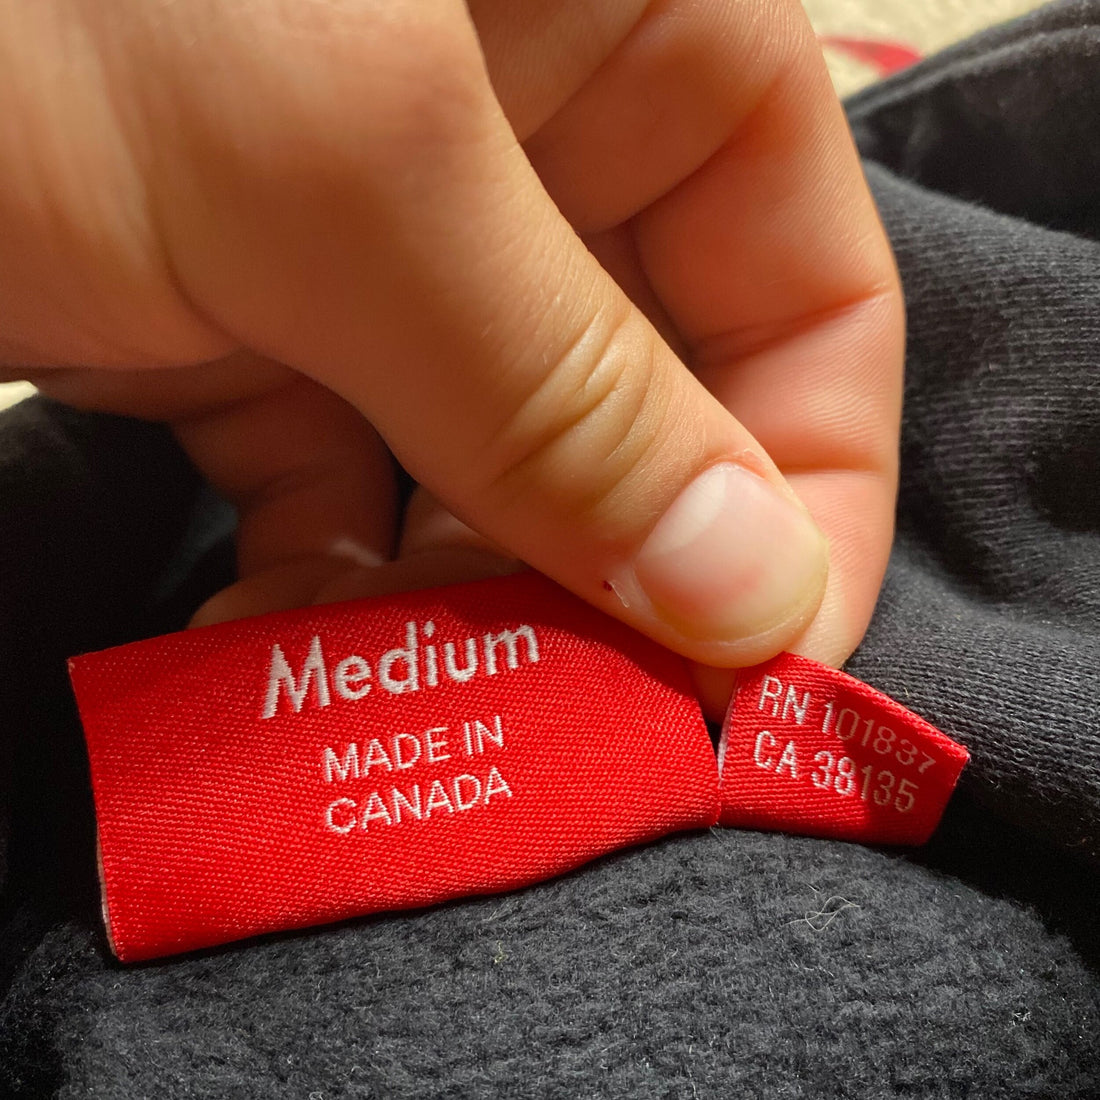 Medium
MADE IN
CANADA
RN 101837
CA 38135